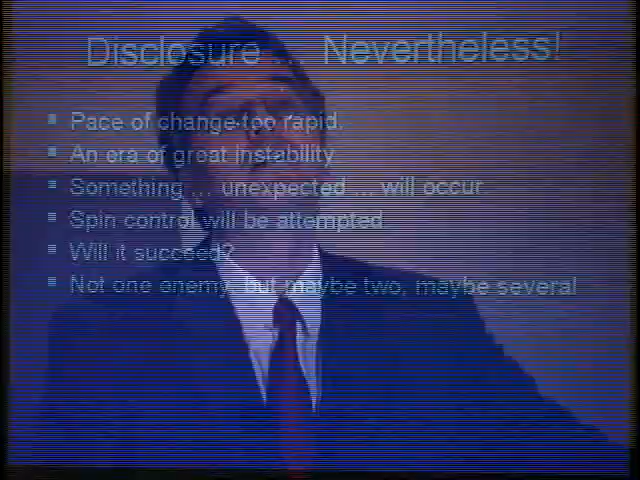 Disclosure ... Nevertheless!
Pace of change too rapid.
An era of great instability.
Something ... unexpected ... will occur.
Spin control will be attempted.
Will it succeed?
Not one enemy, but maybe two, maybe several